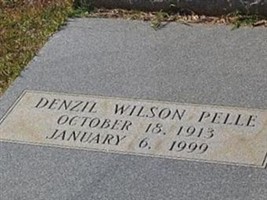 DENZIL WILSON PELLE
OCTOBER 18, 1913
JANUARY 6, 1999